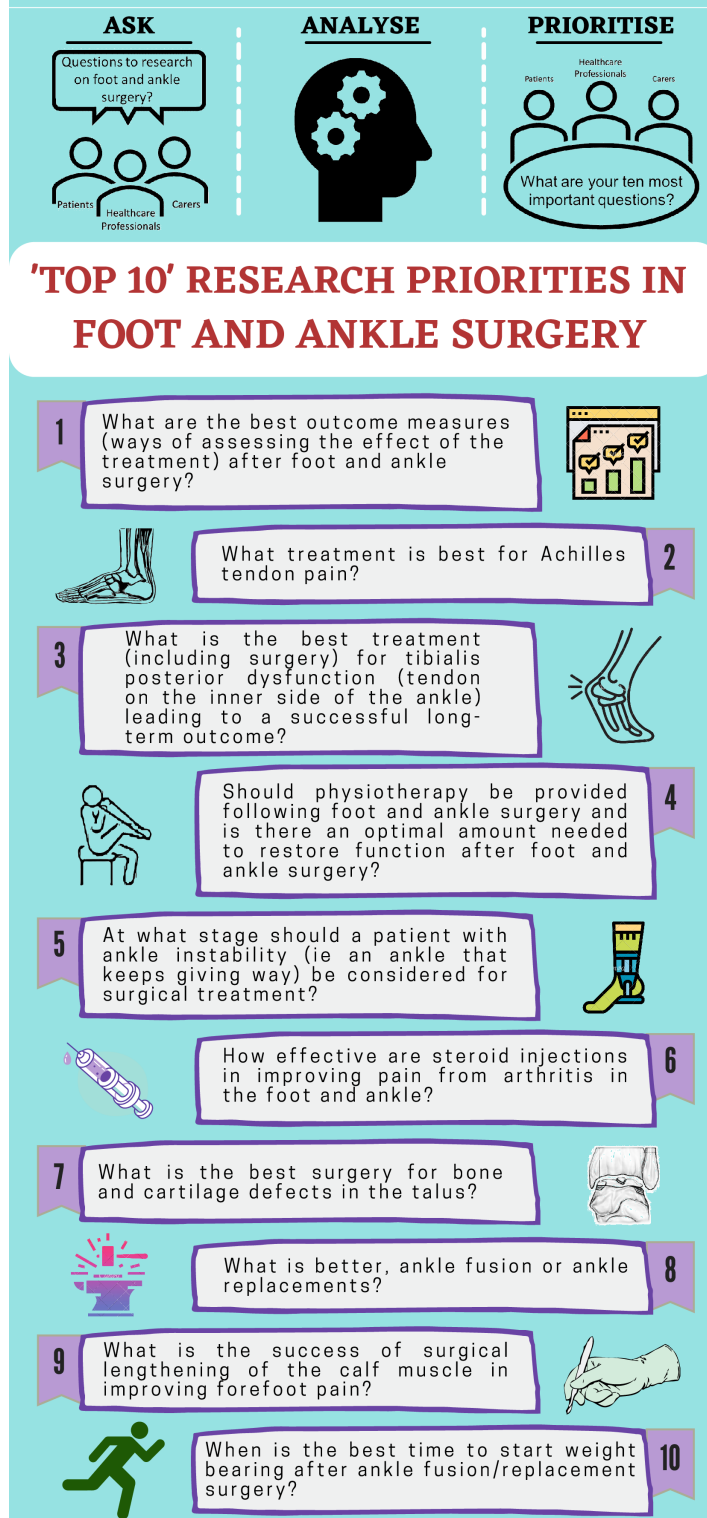 ASK
Questions to research
on foot and ankle
surgery?
Patients
Healthcare
Professionals
Carers
ANALYSE
PRIORITISE
Patients
Healthcare
Professionals
Carers
What are your ten most
important questions?
'TOP 10' RESEARCH PRIORITIES IN
FOOT AND ANKLE SURGERY
1
What are the best outcome measures
(ways of assessing the effect of the
treatment) after foot and ankle
surgery?
2
What treatment is best for Achilles
tendon pain?
3
What is the best treatment
(including surgery) for tibialis
posterior dysfunction (tendon
on the inner side of the ankle)
leading to a successful long-
term outcome?
4
Should physiotherapy be provided
following foot and ankle surgery and
is there an optimal amount needed
to restore function after foot and
ankle surgery?
5
At what stage should a patient with
ankle instability (ie an ankle that
keeps giving way) be considered for
surgical treatment?
6
How effective are steroid injections
in improving pain from arthritis in
the foot and ankle?
7
What is the best surgery for bone
and cartilage defects in the talus?
8
What is better, ankle fusion or ankle
replacements?
9
What is the success of surgical
lengthening of the calf muscle in
improving forefoot pain?
10
When is the best time to start weight
bearing after ankle fusion/replacement
surgery?